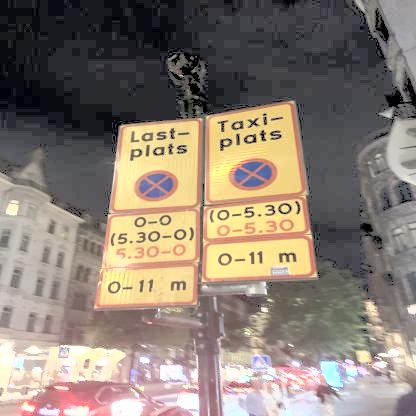 Last-
plats
0-0
(5.30-0)
5.30-0
0-11 m
Taxi-
plats
(0-5.30)
0-5.30
0-11 m